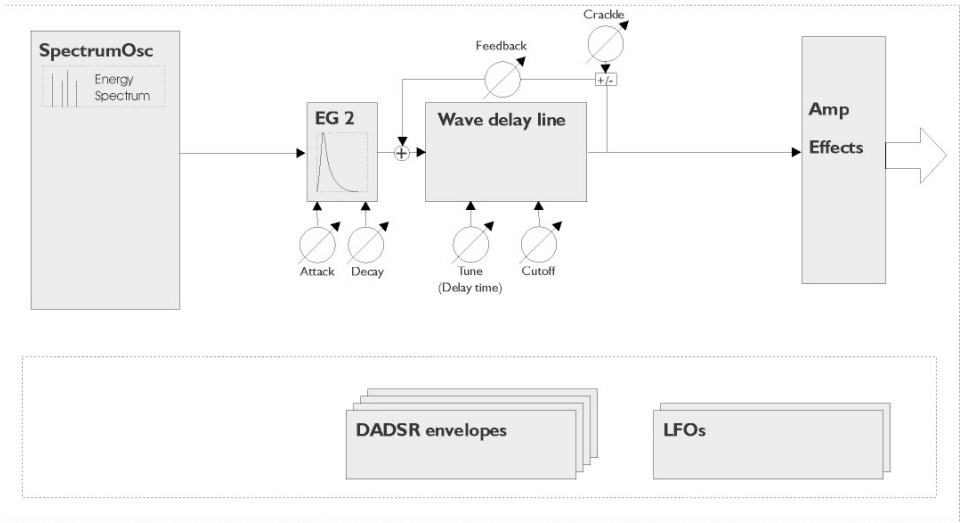 Crackle
SpectrumOsc
Energy
Spectrum
Feedback
+/-
EG 2
Wave delay line
Amp
Effects
+
Attack
Decay
Tune
(Delay time)
Cutoff
DADSR envelopes
LFOs